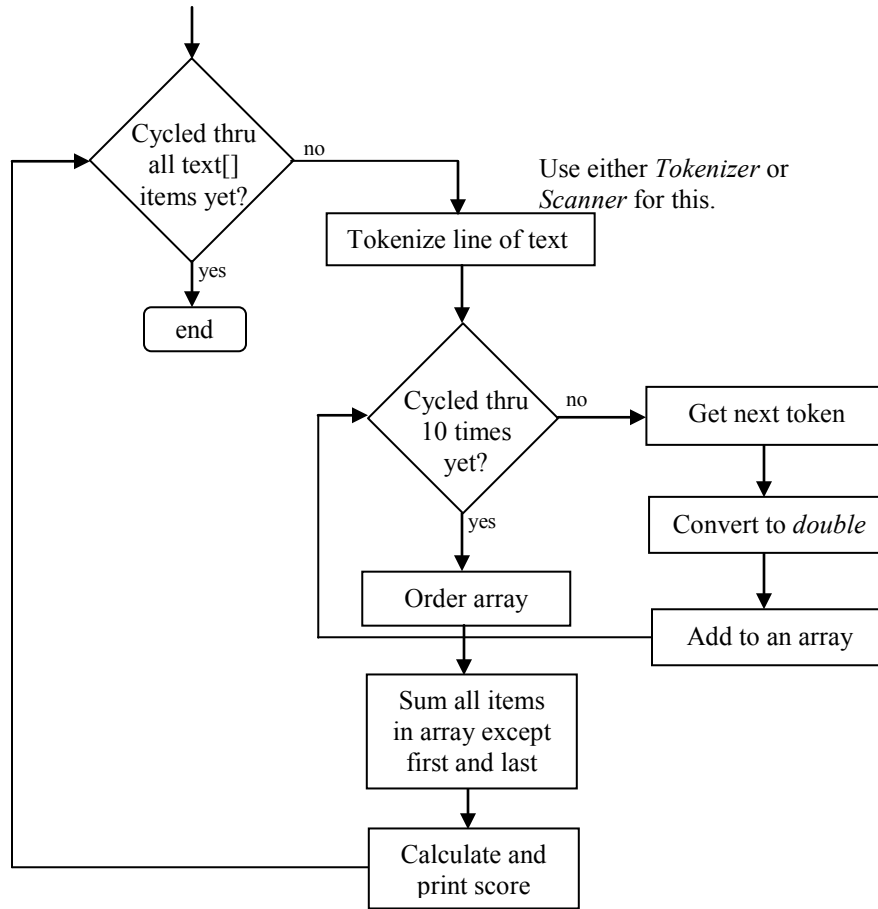 Cycled thru
all text[]
items yet?
no
Use either Tokenizer or
Scanner for this.
Tokenize line of text
yes
end
Cycled thru
10 times
yet?
no
Get next token
Convert to double
Add to an array
yes
Order array
Sum all items
in array except
first and last
Calculate and
print score